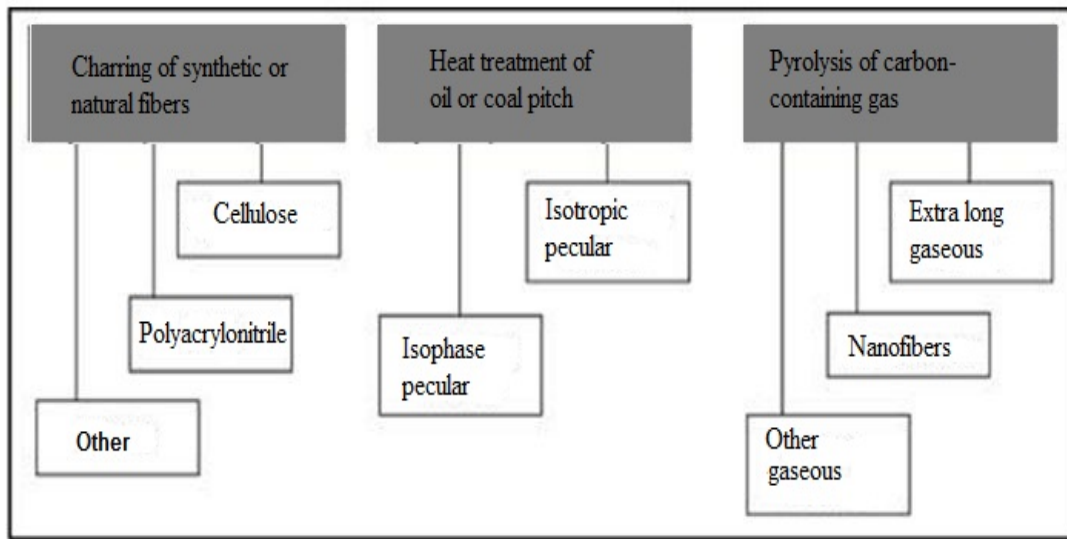 Charring of synthetic or
natural fibers
Cellulose
Polyacrylonitrile
Other
Heat treatment of
oil or coal pitch
Isotropic
pecular
Isophase
pecular
Pyrolysis of carbon-
containing gas
Extra long
gaseous
Nanofibers
Other
gaseous